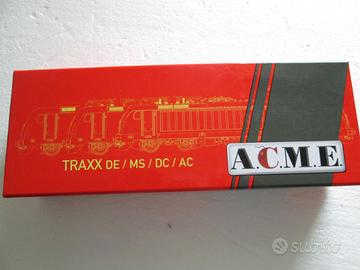 TRAXX DE / MS / DC / AC
A.C.M.E.
subito